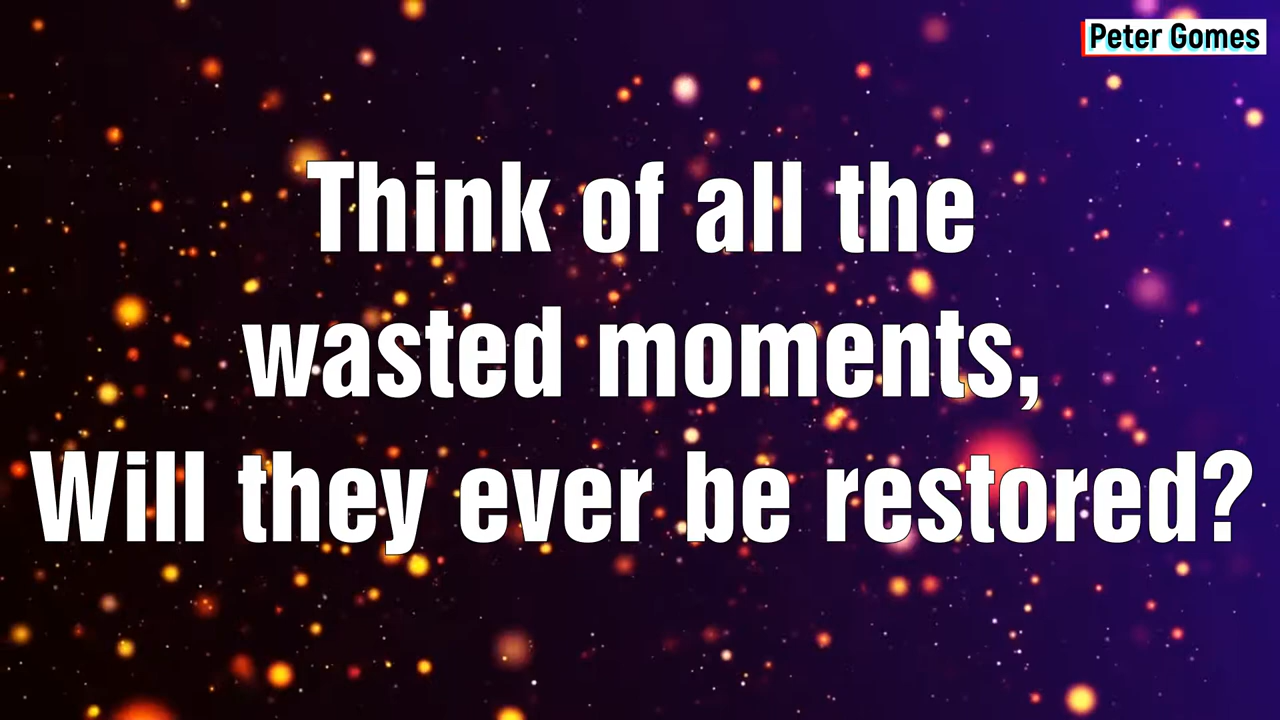 Peter Gomes
Think of all the
wasted moments,
Will they ever be restored?